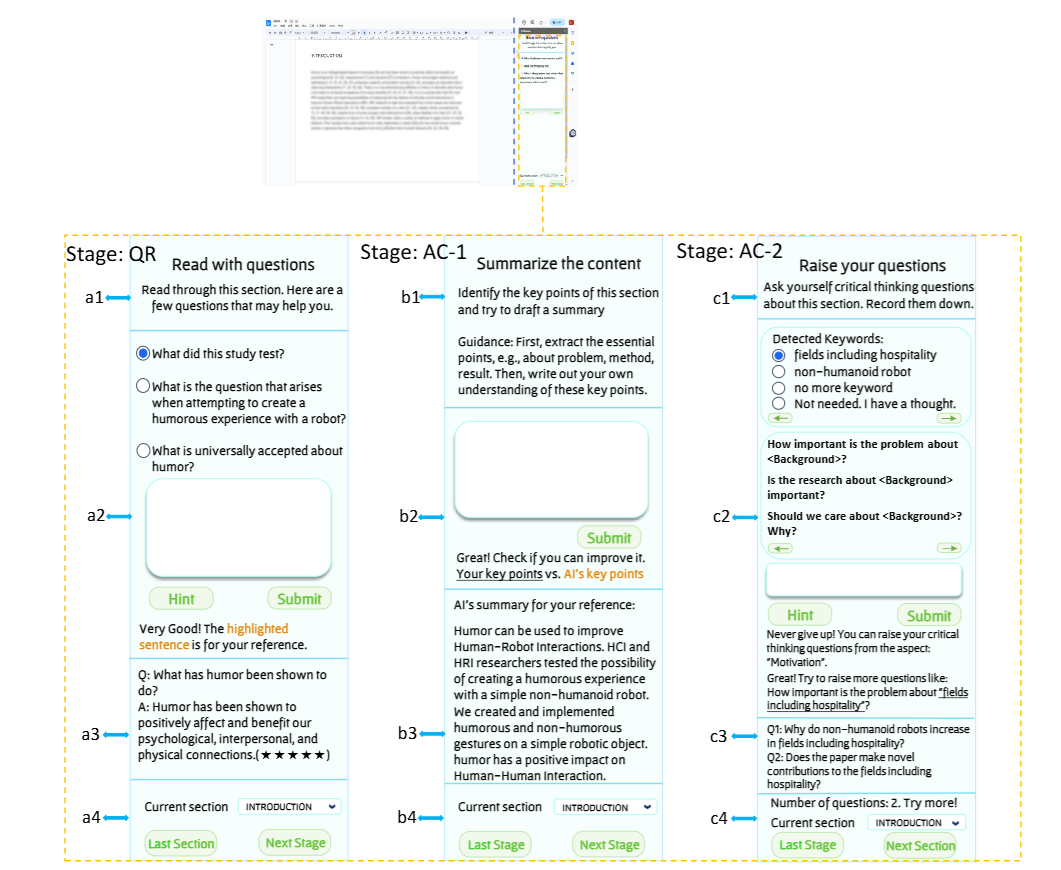 INTRODUCTION
Stage: QR
Read with questions
a1
Read through this section. Here are a
few questions that may help you.
What did this study test?
What is the question that arises
when attempting to create a
humorous experience with a robot?
What is universally accepted about
humor?
a2
Hint
Submit
Very Good! The highlighted
sentence is for your reference.
Q: What has humor been shown to
do?
A: Humor has been shown to
positively affect and benefit our
psychological, interpersonal, and
physical connections.(★★★★★)
a3
Current section
INTRODUCTION
a4
Last Section
Next Stage
Stage: AC-1
Summarize the content
b1
Identify the key points of this section
and try to draft a summary
Guidance: First, extract the essential
points, e.g., about problem, method,
result. Then, write out your own
understanding of these key points.
b2
Submit
Great! Check if you can improve it.
Your key points vs. AI's key points
AI's summary for your reference:
Humor can be used to improve
Human-Robot Interactions. HCI and
HRI researchers tested the possibility
of creating a humorous experience
with a simple non-humanoid robot.
We created and implemented
humorous and non-humorous
gestures on a simple robotic object.
humor has a positive impact on
Human-Human Interaction.
b3
Current section
INTRODUCTION
b4
Last Stage
Next Stage
Stage: AC-2
Raise your questions
c1
Ask yourself critical thinking questions
about this section. Record them down.
Detected Keywords:
fields including hospitality
non-humanoid robot
no more keyword
Not needed. I have a thought.
How important is the problem about
<Background>?
Is the research about <Background>
important?
Should we care about <Background>?
Why?
c2
Hint
Submit
Never give up! You can raise your critical
thinking questions from the aspect:
"Motivation".
Great! Try to raise more questions like:
How important is the problem about "fields
including hospitality"?
c3
Q1: Why do non-humanoid robots increase
in fields including hospitality?
Q2: Does the paper make novel
contributions to the fields including
hospitality?
Number of questions: 2. Try more!
c4
Current section
INTRODUCTION
Last Stage
Next Section